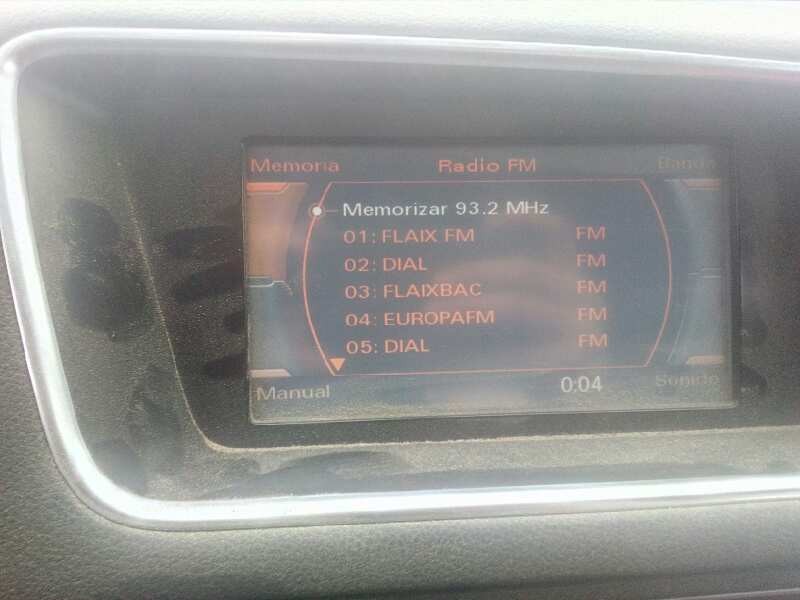 Memoria Radio FM Banda
Memorizar 93.2 MHz
01: FLAIX FM FM
02: DIAL FM
03: FLAIXBAC FM
04: EUROPAFM FM
05: DIAL FM
Manual 0:04 Sonido